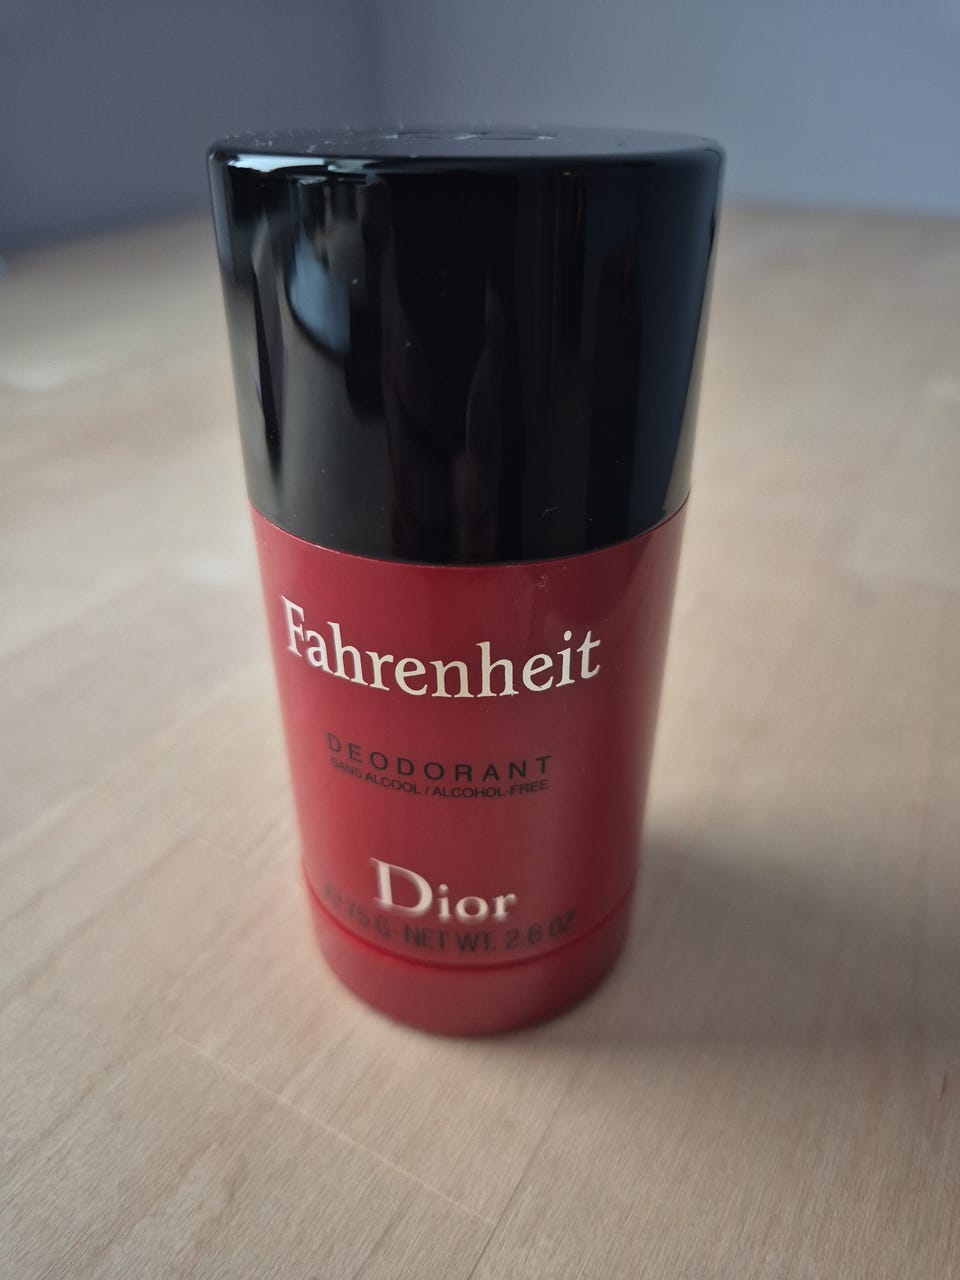 Fahrenheit
DEODORANT
SANS ALCOOL / ALCOHOL-FREE
Dior
75 G - NET WT. 2.6 OZ